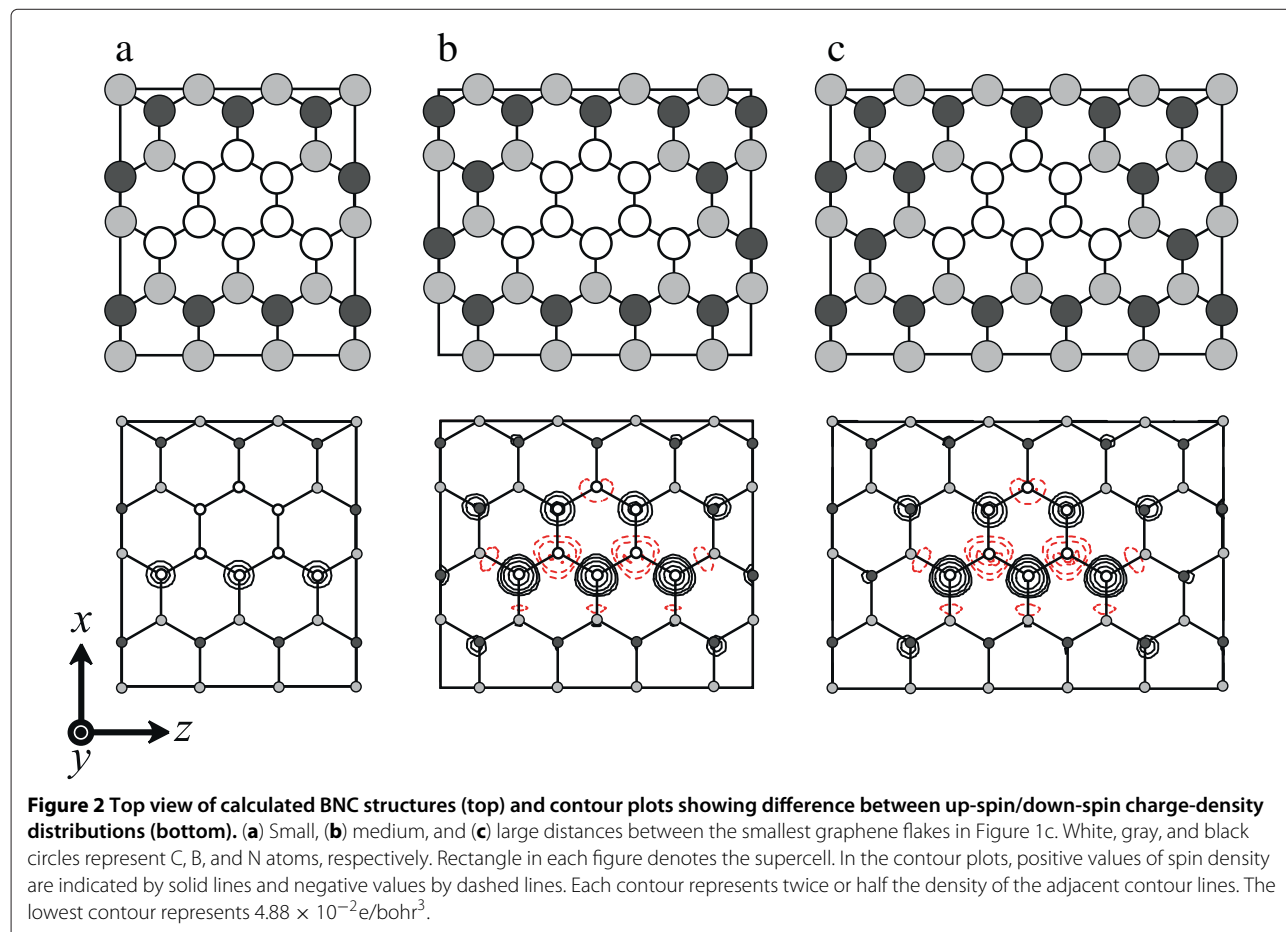 a
b
c
x
y
z
Figure 2 Top view of calculated BNC structures (top) and contour plots showing difference between up-spin/down-spin charge-density
distributions (bottom). (a) Small, (b) medium, and (c) large distances between the smallest graphene flakes in Figure 1c. White, gray, and black
circles represent C, B, and N atoms, respectively. Rectangle in each figure denotes the supercell. In the contour plots, positive values of spin density
are indicated by solid lines and negative values by dashed lines. Each contour represents twice or half the density of the adjacent contour lines. The
lowest contour represents 4.88 × 10⁻²e/bohr³.